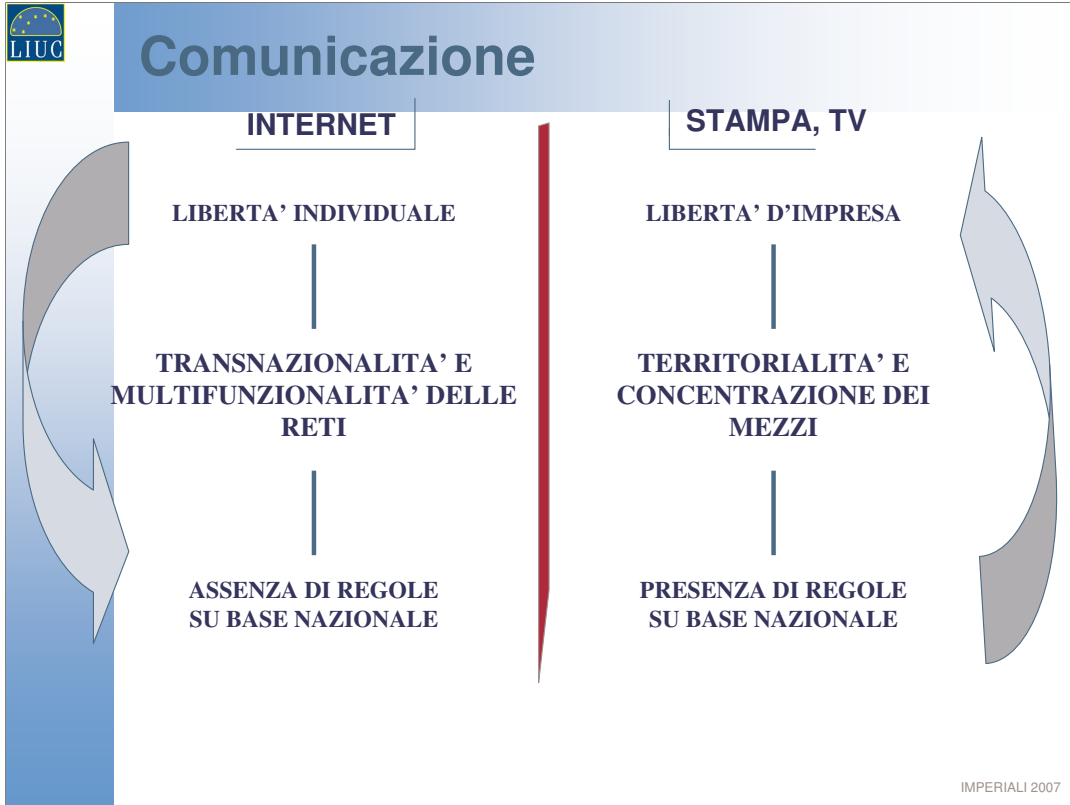 LIUC
Comunicazione
INTERNET
LIBERTA’ INDIVIDUALE
TRANSNAZIONALITA’ E
MULTIFUNZIONALITA’ DELLE
RETI
ASSENZA DI REGOLE
SU BASE NAZIONALE
STAMPA, TV
LIBERTA’ D’IMPRESA
TERRITORIALITA’ E
CONCENTRAZIONE DEI
MEZZI
PRESENZA DI REGOLE
SU BASE NAZIONALE
IMPERIALI 2007